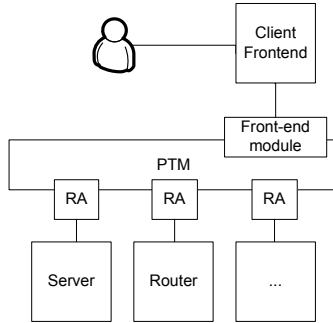 Client
Frontend
Front-end
module
PTM
RA
RA
RA
Server
Router
...